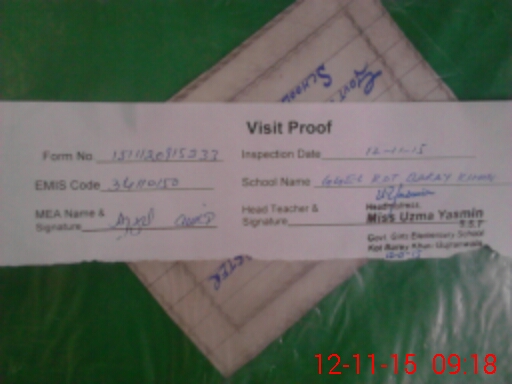 GOVT.
SCHOOL
Visit Proof
Form No.
Inspection Date 12-11-15
EMIS Code 34110150
School Name GGES KOT BARAY KHAN
MEA Name &
Signature
Head Teacher &
Signature
Headmistress
Miss Uzma Yasmin
Govt. Girls Elementary School
Kot Baray Khan Gujranwala
12-11-15 09:18